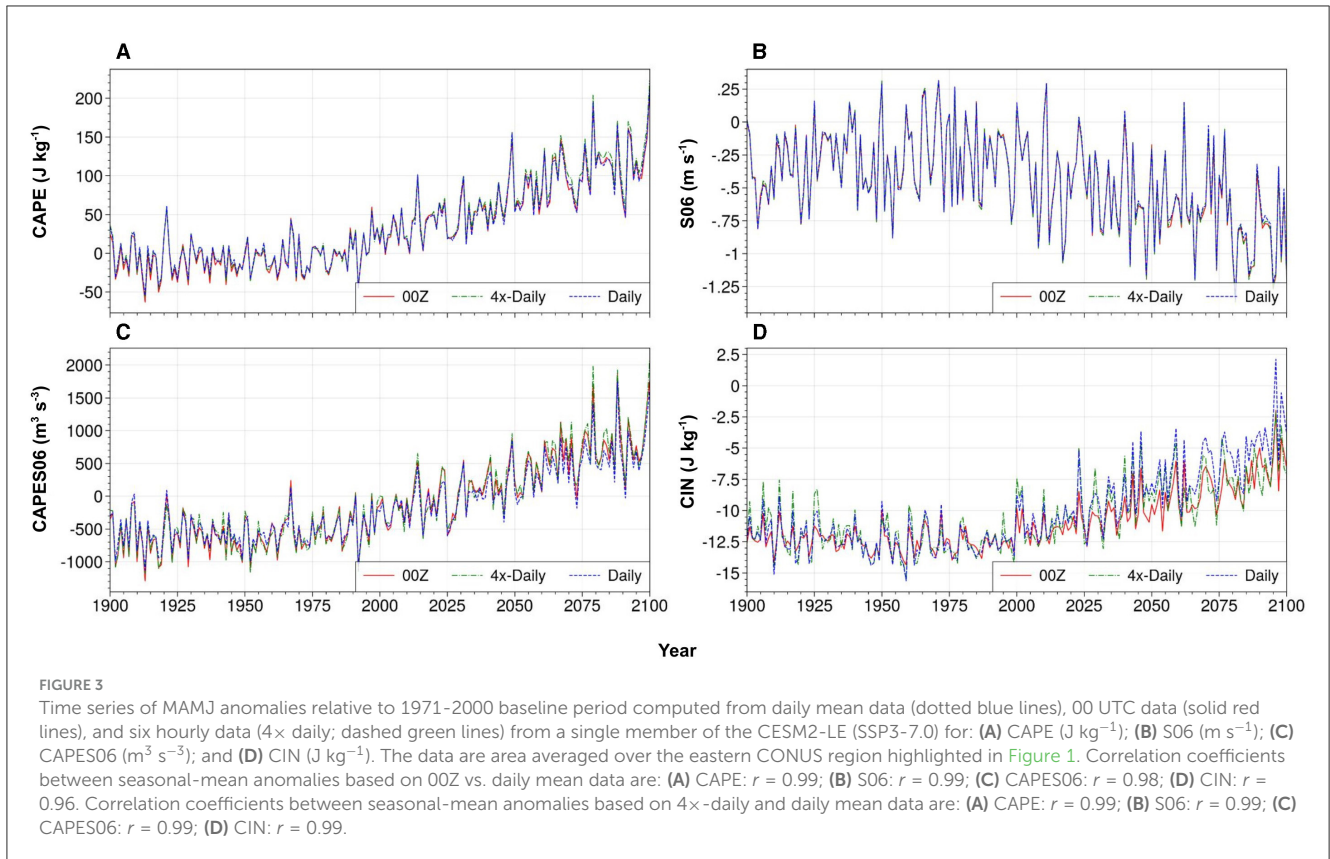 A
CAPE (J kg⁻¹)
200
150
100
50
0
-50
00Z 4x-Daily Daily
B
S06 (m s⁻¹)
.25
0
-.25
-.5
-.75
-1
-1.25
00Z 4x-Daily Daily
C
CAPES06 (m³ s⁻³)
2000
1500
1000
500
0
-500
-1000
00Z 4x-Daily Daily
1900 1925 1950 1975 2000 2025 2050 2075 2100
D
CIN (J kg⁻¹)
2.5
0
-2.5
-5
-7.5
-10
-12.5
-15
00Z 4x-Daily Daily
1900 1925 1950 1975 2000 2025 2050 2075 2100
Year
FIGURE 3
Time series of MAMJ anomalies relative to 1971-2000 baseline period computed from daily mean data (dotted blue lines), 00 UTC data (solid red
lines), and six hourly data (4× daily; dashed green lines) from a single member of the CESM2-LE (SSP3-7.0) for: (A) CAPE (J kg⁻¹); (B) S06 (m s⁻¹); (C)
CAPES06 (m³ s⁻³); and (D) CIN (J kg⁻¹). The data are area averaged over the eastern CONUS region highlighted in Figure 1. Correlation coefficients
between seasonal-mean anomalies based on 00Z vs. daily mean data are: (A) CAPE: r = 0.99; (B) S06: r = 0.99; (C) CAPES06: r = 0.98; (D) CIN: r =
0.96. Correlation coefficients between seasonal-mean anomalies based on 4×-daily and daily mean data are: (A) CAPE: r = 0.99; (B) S06: r = 0.99; (C)
CAPES06: r = 0.99; (D) CIN: r = 0.99.